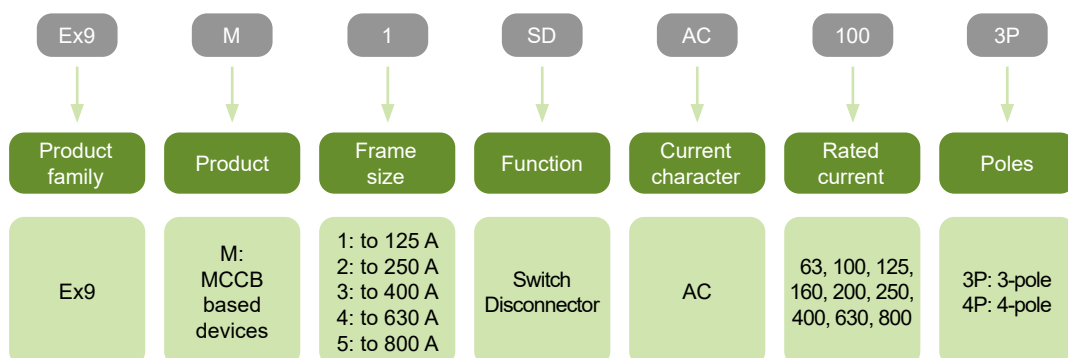 Ex9
M
1
SD
AC
100
3P
Product
family
Product
Frame
size
Function
Current
character
Rated
current
Poles
Ex9
M:
MCCB
based
devices
1: to 125 A
2: to 250 A
3: to 400 A
4: to 630 A
5: to 800 A
Switch
Disconnector
AC
63, 100, 125,
160, 200, 250,
400, 630, 800
3P: 3-pole
4P: 4-pole